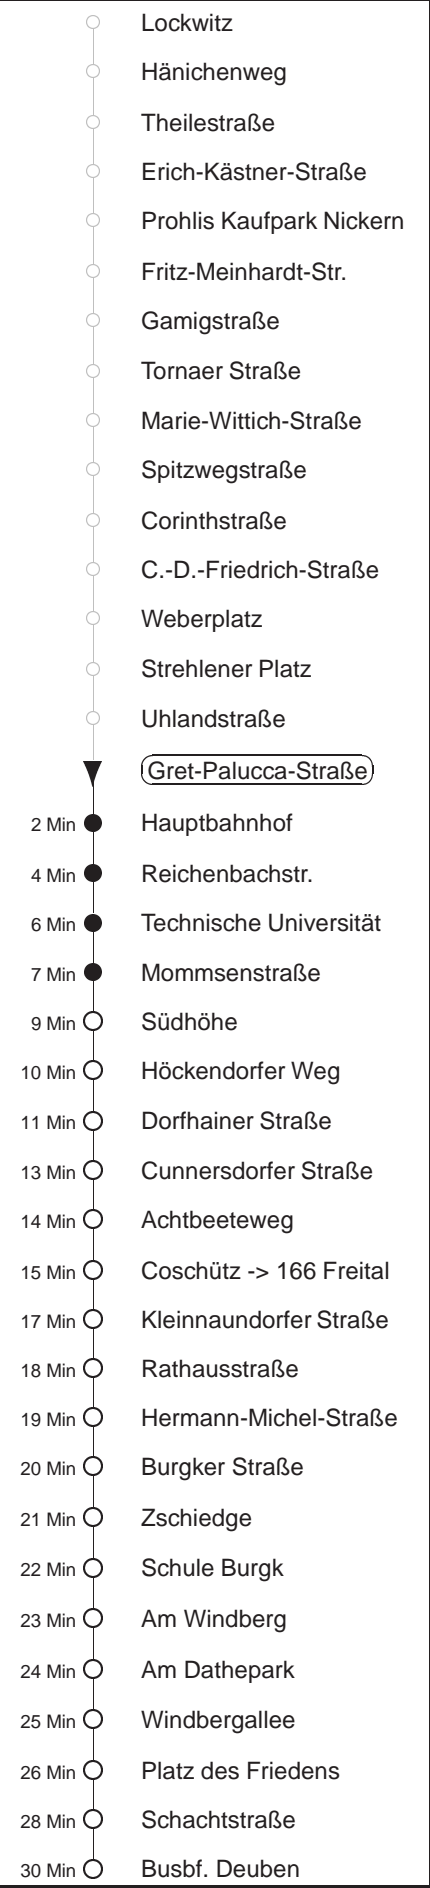 Lockwitz
Hänichenweg
Theilestraße
Erich-Kästner-Straße
Prohlis Kaufpark Nickern
Fritz-Meinhardt-Str.
Gamigstraße
Tornaer Straße
Marie-Wittich-Straße
Spitzwegstraße
Corinthstraße
C.-D.-Friedrich-Straße
Weberplatz
Strehlener Platz
Uhlandstraße
Gret-Palucca-Straße
2 Min Hauptbahnhof
4 Min Reichenbachstr.
6 Min Technische Universität
7 Min Mommsenstraße
9 Min Südhöhe
10 Min Höckendorfer Weg
11 Min Dorfhainer Straße
13 Min Cunnersdorfer Straße
14 Min Achtbeeteweg
15 Min Coschütz -> 166 Freital
17 Min Kleinnaundorfer Straße
18 Min Rathausstraße
19 Min Hermann-Michel-Straße
20 Min Burgker Straße
21 Min Zschiedge
22 Min Schule Burgk
23 Min Am Windberg
24 Min Am Dathepark
25 Min Windbergallee
26 Min Platz des Friedens
28 Min Schachtstraße
30 Min Busbf. Deuben